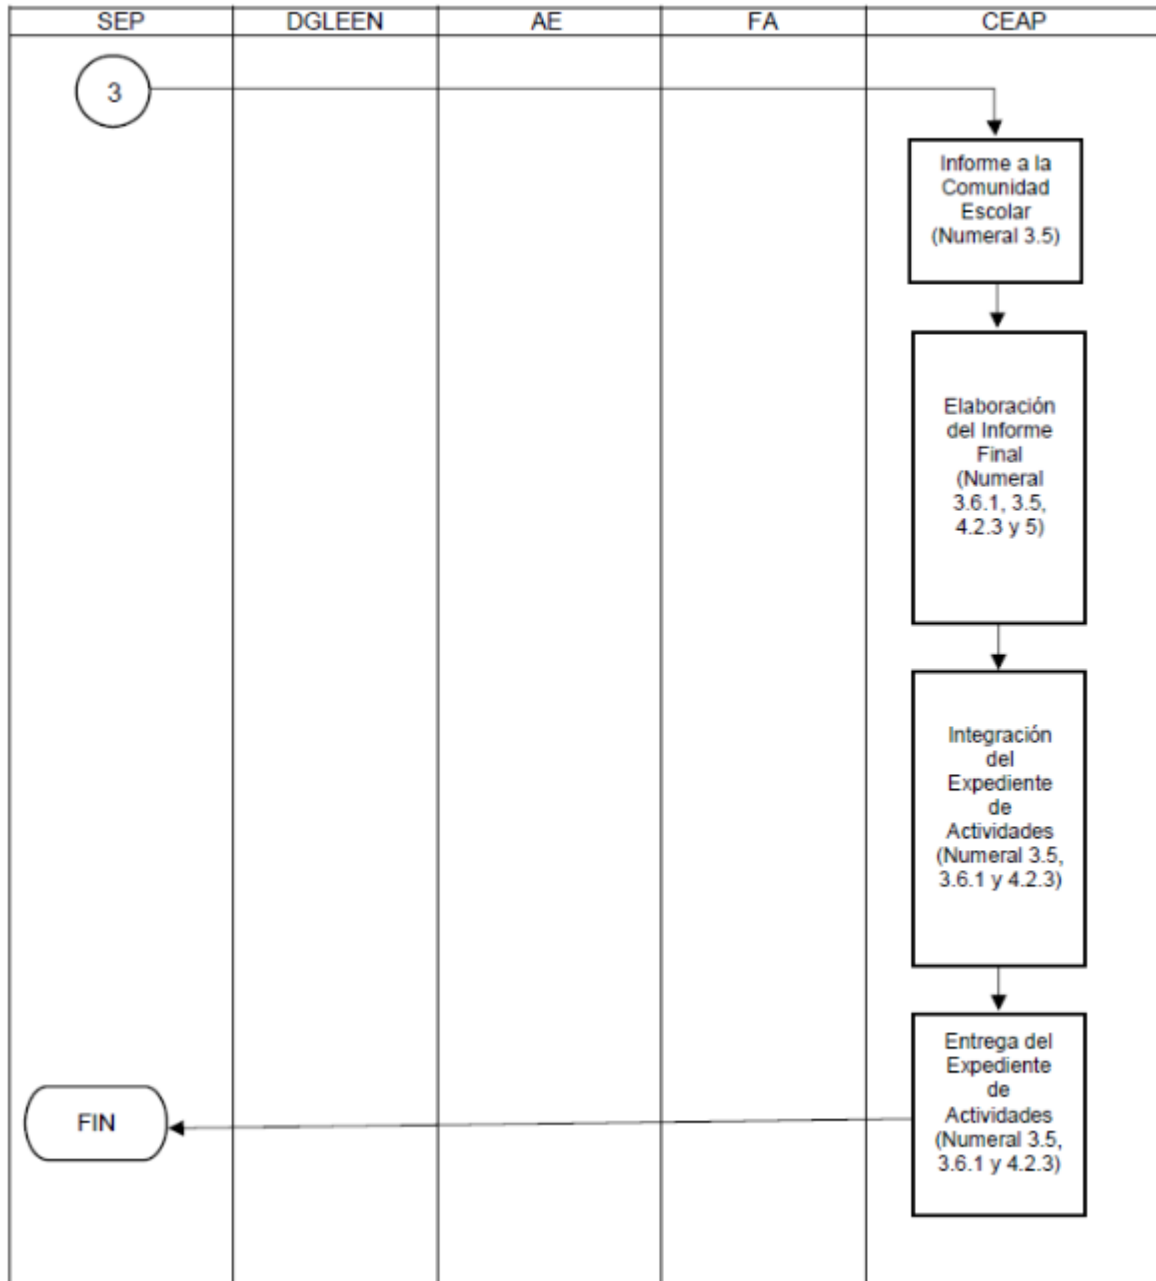 SEP DGLEEN AE FA CEAP
3
Informe a la
Comunidad
Escolar
(Numeral 3.5)
Elaboración
del Informe
Final
(Numeral
3.6.1, 3.5,
4.2.3 y 5)
Integración
del
Expediente
de
Actividades
(Numeral 3.5,
3.6.1 y 4.2.3)
Entrega del
Expediente
de
Actividades
(Numeral 3.5,
3.6.1 y 4.2.3)
FIN